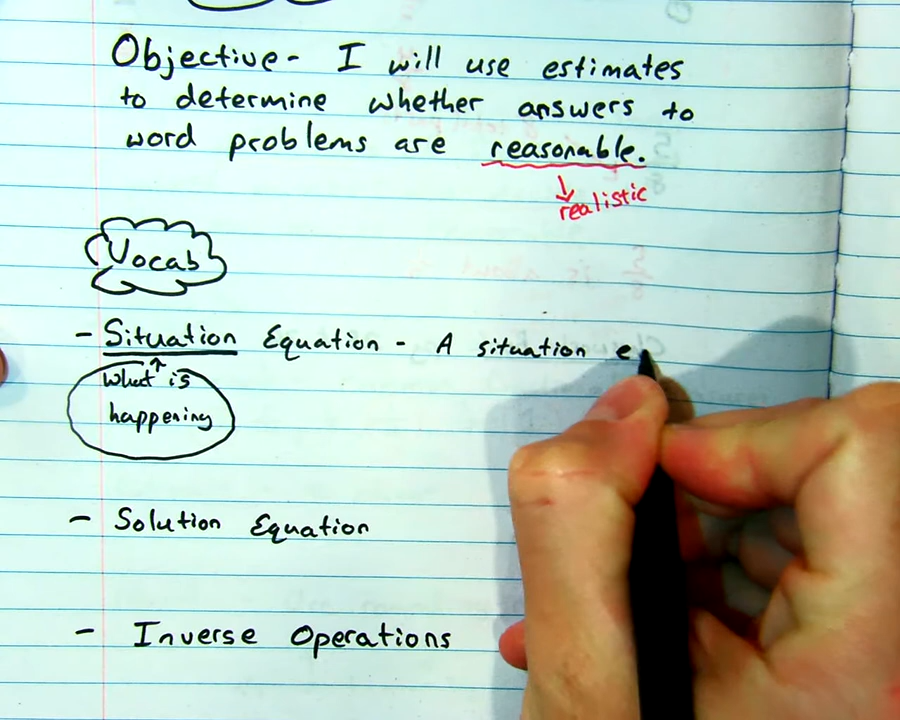 Objective- I will use estimates
to determine whether answers to
word problems are reasonable.
realistic
Vocab
- Situation Equation - A situation e
what is
happening
- Solution Equation
- Inverse Operations